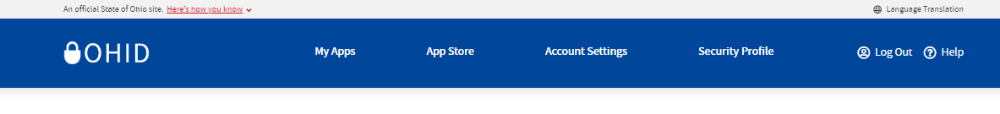 An official State of Ohio site. Here's how you know
Language Translation
OHID
My Apps
App Store
Account Settings
Security Profile
Log Out
Help